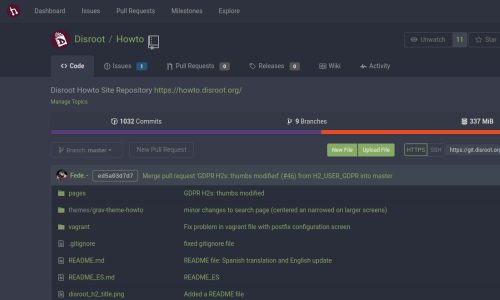 Dashboard Issues Pull Requests Milestones Explore
Disroot / Howto
Unwatch 11 Star
Code Issues 1 Pull Requests 0 Releases 0 Wiki Activity
Disroot Howto Site Repository https://howto.disroot.org/
Manage Topics
1032 Commits 9 Branches 337 MiB
Branch: master New Pull Request New File Upload File HTTPS SSH https://git.disroot.org
Fede.- ed5a03d7d7 Merge pull request 'GDPR H2s: thumbs modified' (#46) from H2_USER_GDPR into master
pages GDPR H2s: thumbs modified
themes/grav-theme-howto minor changes to search page (centered an narrowed on larger screens)
vagrant Fix problem in vagrant file with postfix configuration screen
.gitignore fixed gitignore file
README.md README file: Spanish translation and English update
README_ES.md README_ES
disroot_h2_title.png Added a README file